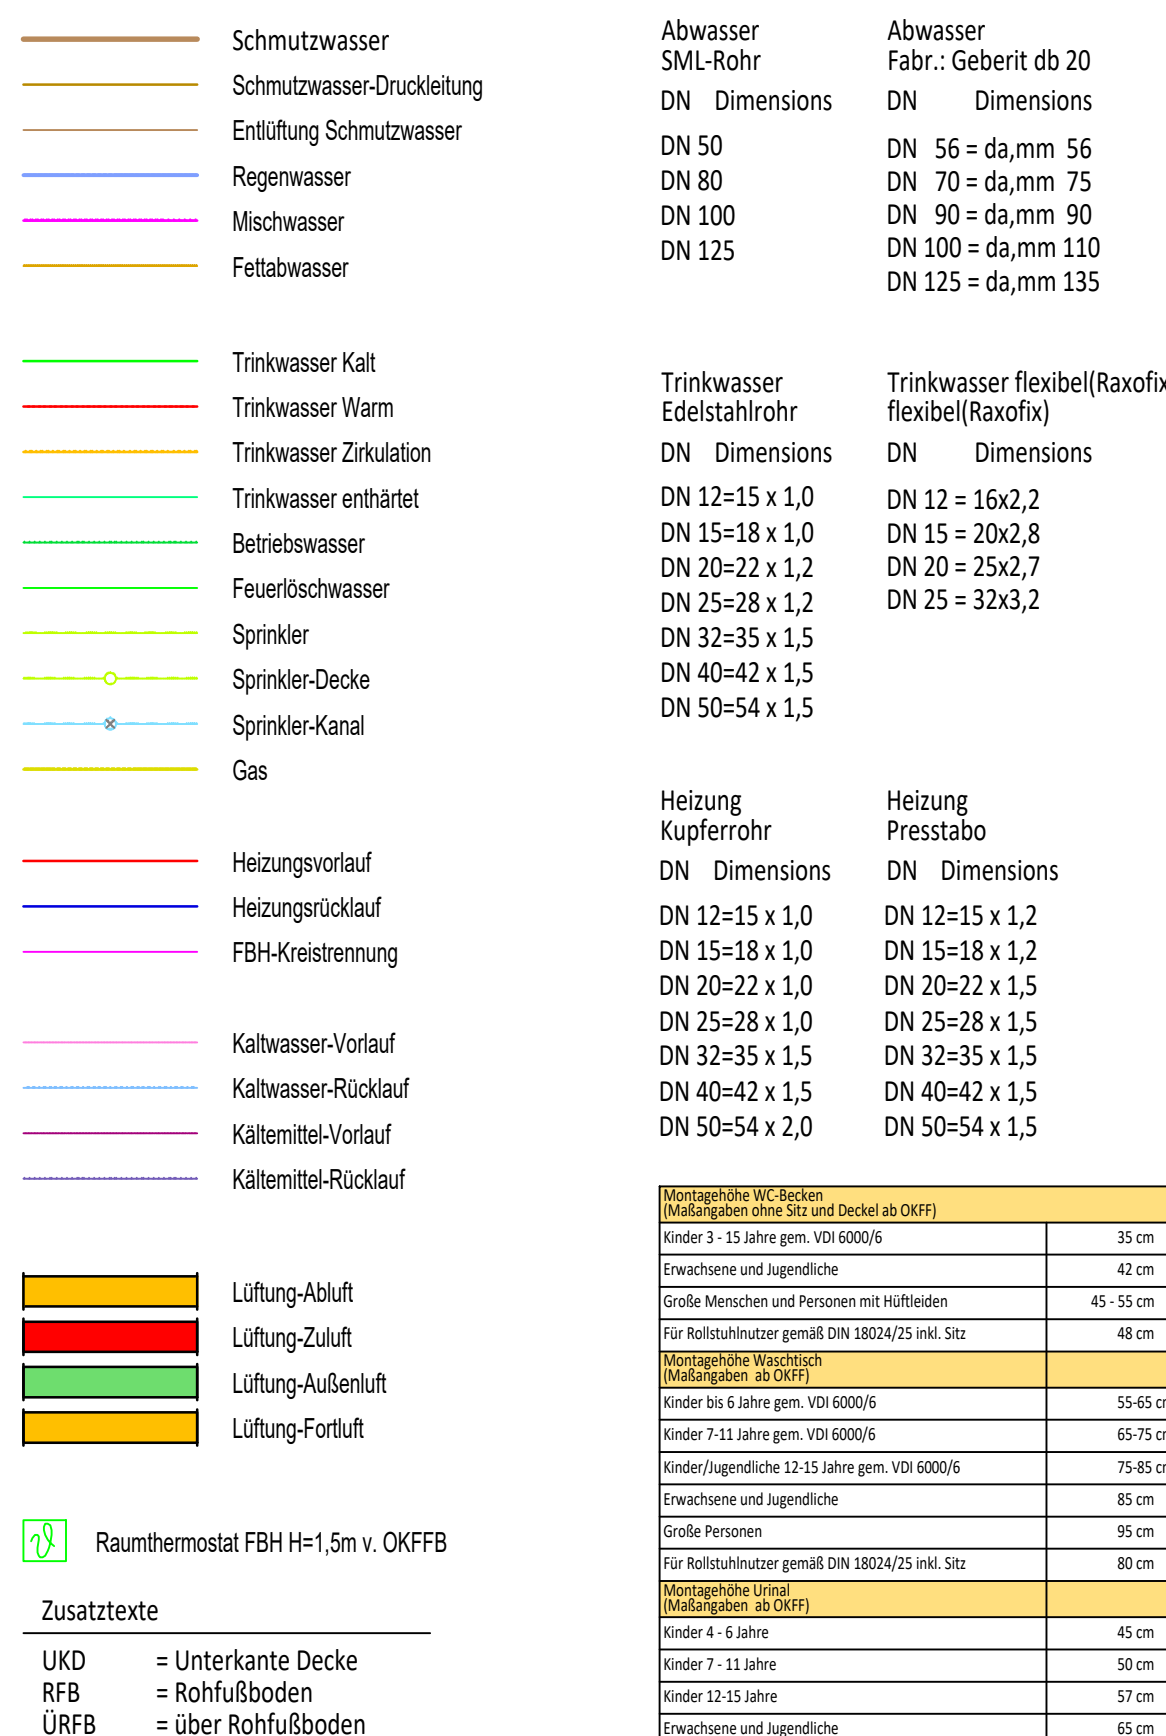 Schmutzwasser
Schmutzwasser-Druckleitung
Entlüftung Schmutzwasser
Regenwasser
Mischwasser
Fettabwasser
Trinkwasser Kalt
Trinkwasser Warm
Trinkwasser Zirkulation
Trinkwasser enthärtet
Betriebswasser
Feuerlöschwasser
Sprinkler
Sprinkler-Decke
Sprinkler-Kanal
Gas
Heizungsvorlauf
Heizungsrücklauf
FBH-Kreistrennung
Kaltwasser-Vorlauf
Kaltwasser-Rücklauf
Kältemittel-Vorlauf
Kältemittel-Rücklauf
Lüftung-Abluft
Lüftung-Zuluft
Lüftung-Außenluft
Lüftung-Fortluft
Raumthermostat FBH H=1,5m v. OKFFB
Zusatztexte
UKD = Unterkante Decke
RFB = Rohfußboden
ÜRFB = über Rohfußboden
Abwasser
SML-Rohr
DN Dimensions
DN 50
DN 80
DN 100
DN 125
Abwasser
Fabr.: Geberit db 20
DN Dimensions
DN 56 = da,mm 56
DN 70 = da,mm 75
DN 90 = da,mm 90
DN 100 = da,mm 110
DN 125 = da,mm 135
Trinkwasser
Edelstahlrohr
DN Dimensions
DN 12=15 x 1,0
DN 15=18 x 1,0
DN 20=22 x 1,2
DN 25=28 x 1,2
DN 32=35 x 1,5
DN 40=42 x 1,5
DN 50=54 x 1,5
Trinkwasser flexibel(Raxofix
flexibel(Raxofix)
DN Dimensions
DN 12 = 16x2,2
DN 15 = 20x2,8
DN 20 = 25x2,7
DN 25 = 32x3,2
Heizung
Kupferrohr
DN Dimensions
DN 12=15 x 1,0
DN 15=18 x 1,0
DN 20=22 x 1,0
DN 25=28 x 1,0
DN 32=35 x 1,5
DN 40=42 x 1,5
DN 50=54 x 2,0
Heizung
Presstabo
DN Dimensions
DN 12=15 x 1,2
DN 15=18 x 1,2
DN 20=22 x 1,5
DN 25=28 x 1,5
DN 32=35 x 1,5
DN 40=42 x 1,5
DN 50=54 x 1,5
Montagehöhe WC-Becken
(Maßangaben ohne Sitz und Deckel ab OKFF)
Kinder 3 - 15 Jahre gem. VDI 6000/6 35 cm
Erwachsene und Jugendliche 42 cm
Große Menschen und Personen mit Hüftleiden 45 - 55 cm
Für Rollstuhlnutzer gemäß DIN 18024/25 inkl. Sitz 48 cm
Montagehöhe Waschtisch
(Maßangaben ab OKFF)
Kinder bis 6 Jahre gem. VDI 6000/6 55-65 cm
Kinder 7-11 Jahre gem. VDI 6000/6 65-75 cm
Kinder/Jugendliche 12-15 Jahre gem. VDI 6000/6 75-85 cm
Erwachsene und Jugendliche 85 cm
Große Personen 95 cm
Für Rollstuhlnutzer gemäß DIN 18024/25 inkl. Sitz 80 cm
Montagehöhe Urinal
(Maßangaben ab OKFF)
Kinder 4 - 6 Jahre 45 cm
Kinder 7 - 11 Jahre 50 cm
Kinder 12-15 Jahre 57 cm
Erwachsene und Jugendliche 65 cm